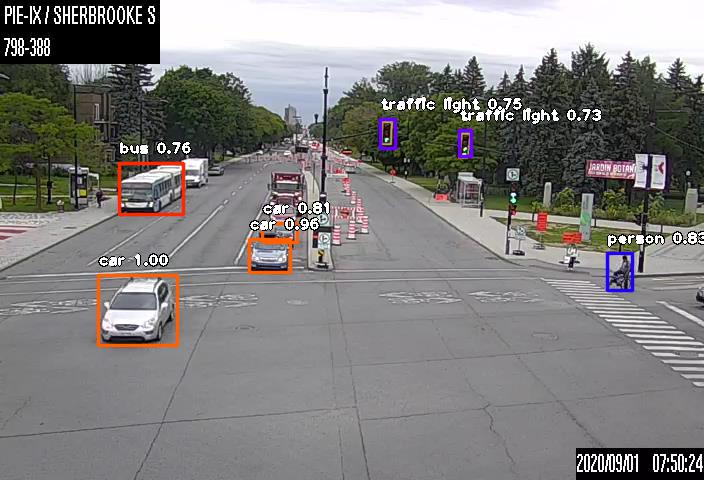 PIE-IX / SHERBROOKE S
798-388
traffic light 0.75
traffic light 0.73
bus 0.76
JARDIN BOTAN
car 0.81
car 0.96
person 0.83
car 1.00
2020/09/01 07:50:24